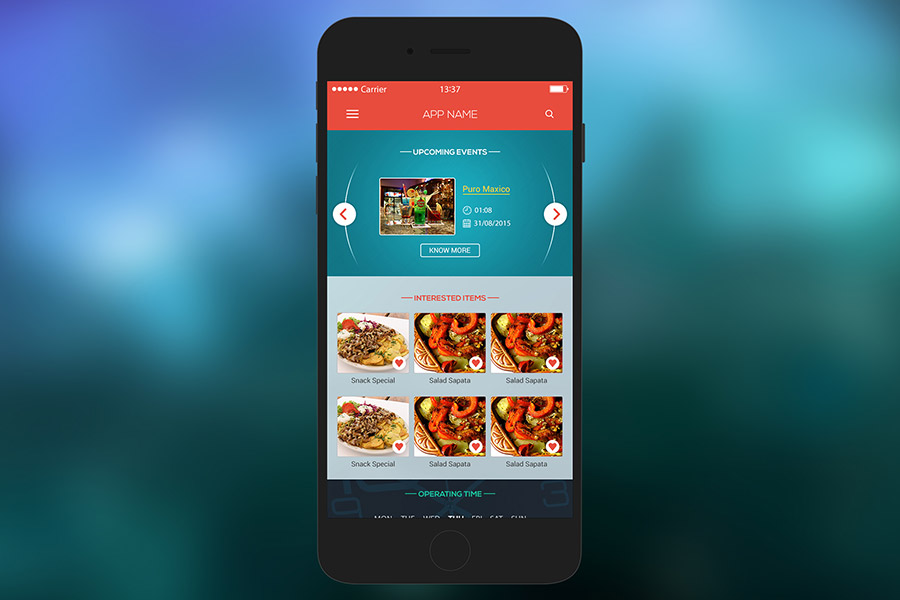 Carrier 13:37
APP NAME
UPCOMING EVENTS
Puro Maxico
01:08
31/08/2015
KNOW MORE
INTERESTED ITEMS
Snack Special Salad Sapata Salad Sapata
Snack Special Salad Sapata Salad Sapata
OPERATING TIME
MON TUE WED THU FRI SAT SUN